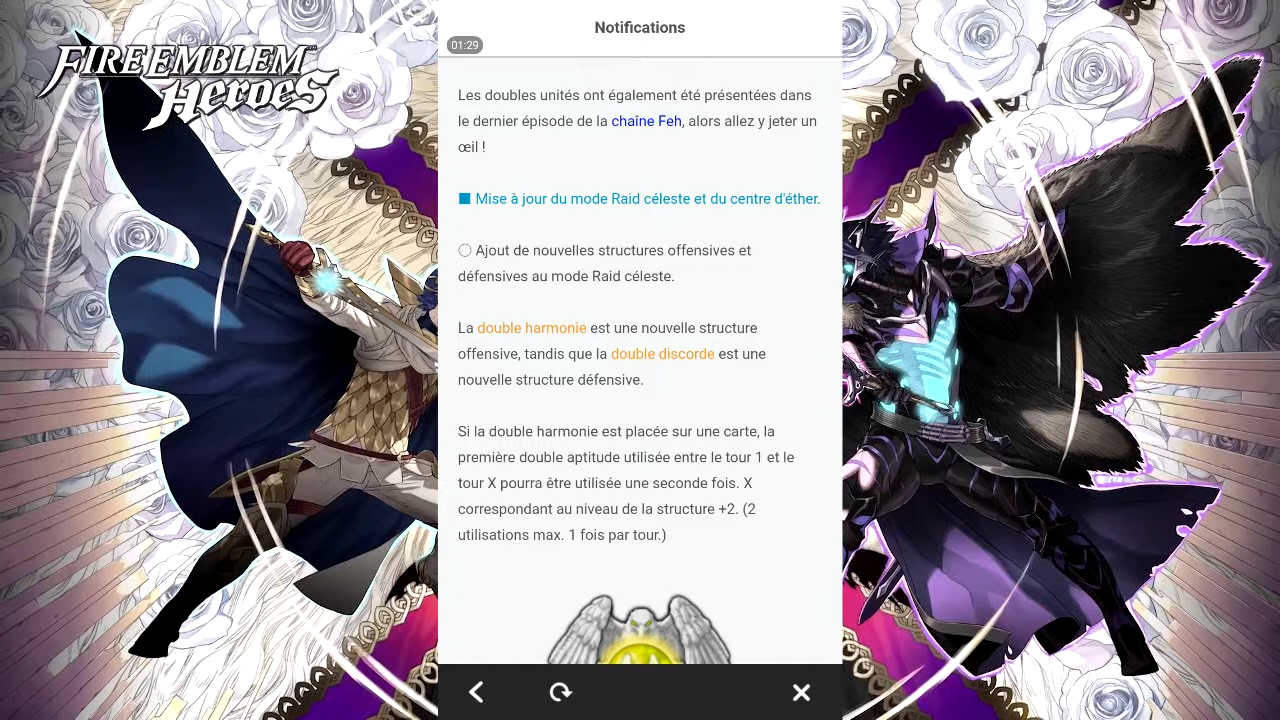 FIRE EMBLEM
Heroes
Notifications
01:29
Les doubles unités ont également été présentées dans
le dernier épisode de la chaîne Feh, alors allez y jeter un
œil !
■ Mise à jour du mode Raid céleste et du centre d'éther.
○ Ajout de nouvelles structures offensives et
défensives au mode Raid céleste.
La double harmonie est une nouvelle structure
offensive, tandis que la double discorde est une
nouvelle structure défensive.
Si la double harmonie est placée sur une carte, la
première double aptitude utilisée entre le tour 1 et le
tour X pourra être utilisée une seconde fois. X
correspondant au niveau de la structure +2. (2
utilisations max. 1 fois par tour.)